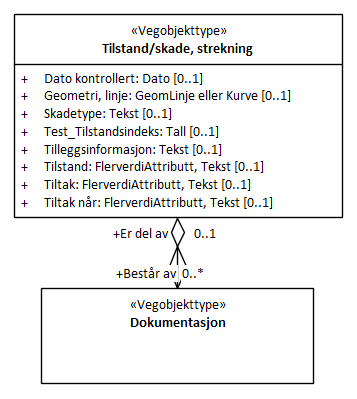 «Vegobjekttype»
Tilstand/skade, strekning
+ Dato kontrollert: Dato [0..1]
+ Geometri, linje: GeomLinje eller Kurve [0..1]
+ Skadetype: Tekst [0..1]
+ Test_Tilstandsindeks: Tall [0..1]
+ Tilleggsinformasjon: Tekst [0..1]
+ Tilstand: FlerverdiAttributt, Tekst [0..1]
+ Tiltak: FlerverdiAttributt, Tekst [0..1]
+ Tiltak når: FlerverdiAttributt, Tekst [0..1]
+Er del av 0..1
+Består av 0..*
«Vegobjekttype»
Dokumentasjon